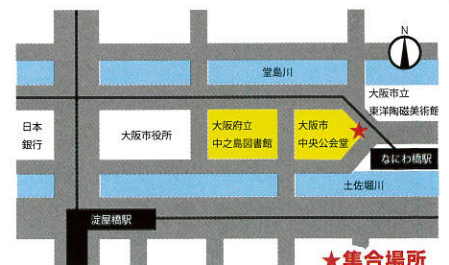 N
堂島川
大阪市立
東洋陶磁美術館
日本
銀行
大阪市役所
大阪府立
中之島図書館
大阪市
中央公会堂
なにわ橋駅
土佐堀川
淀屋橋駅
★集合場所